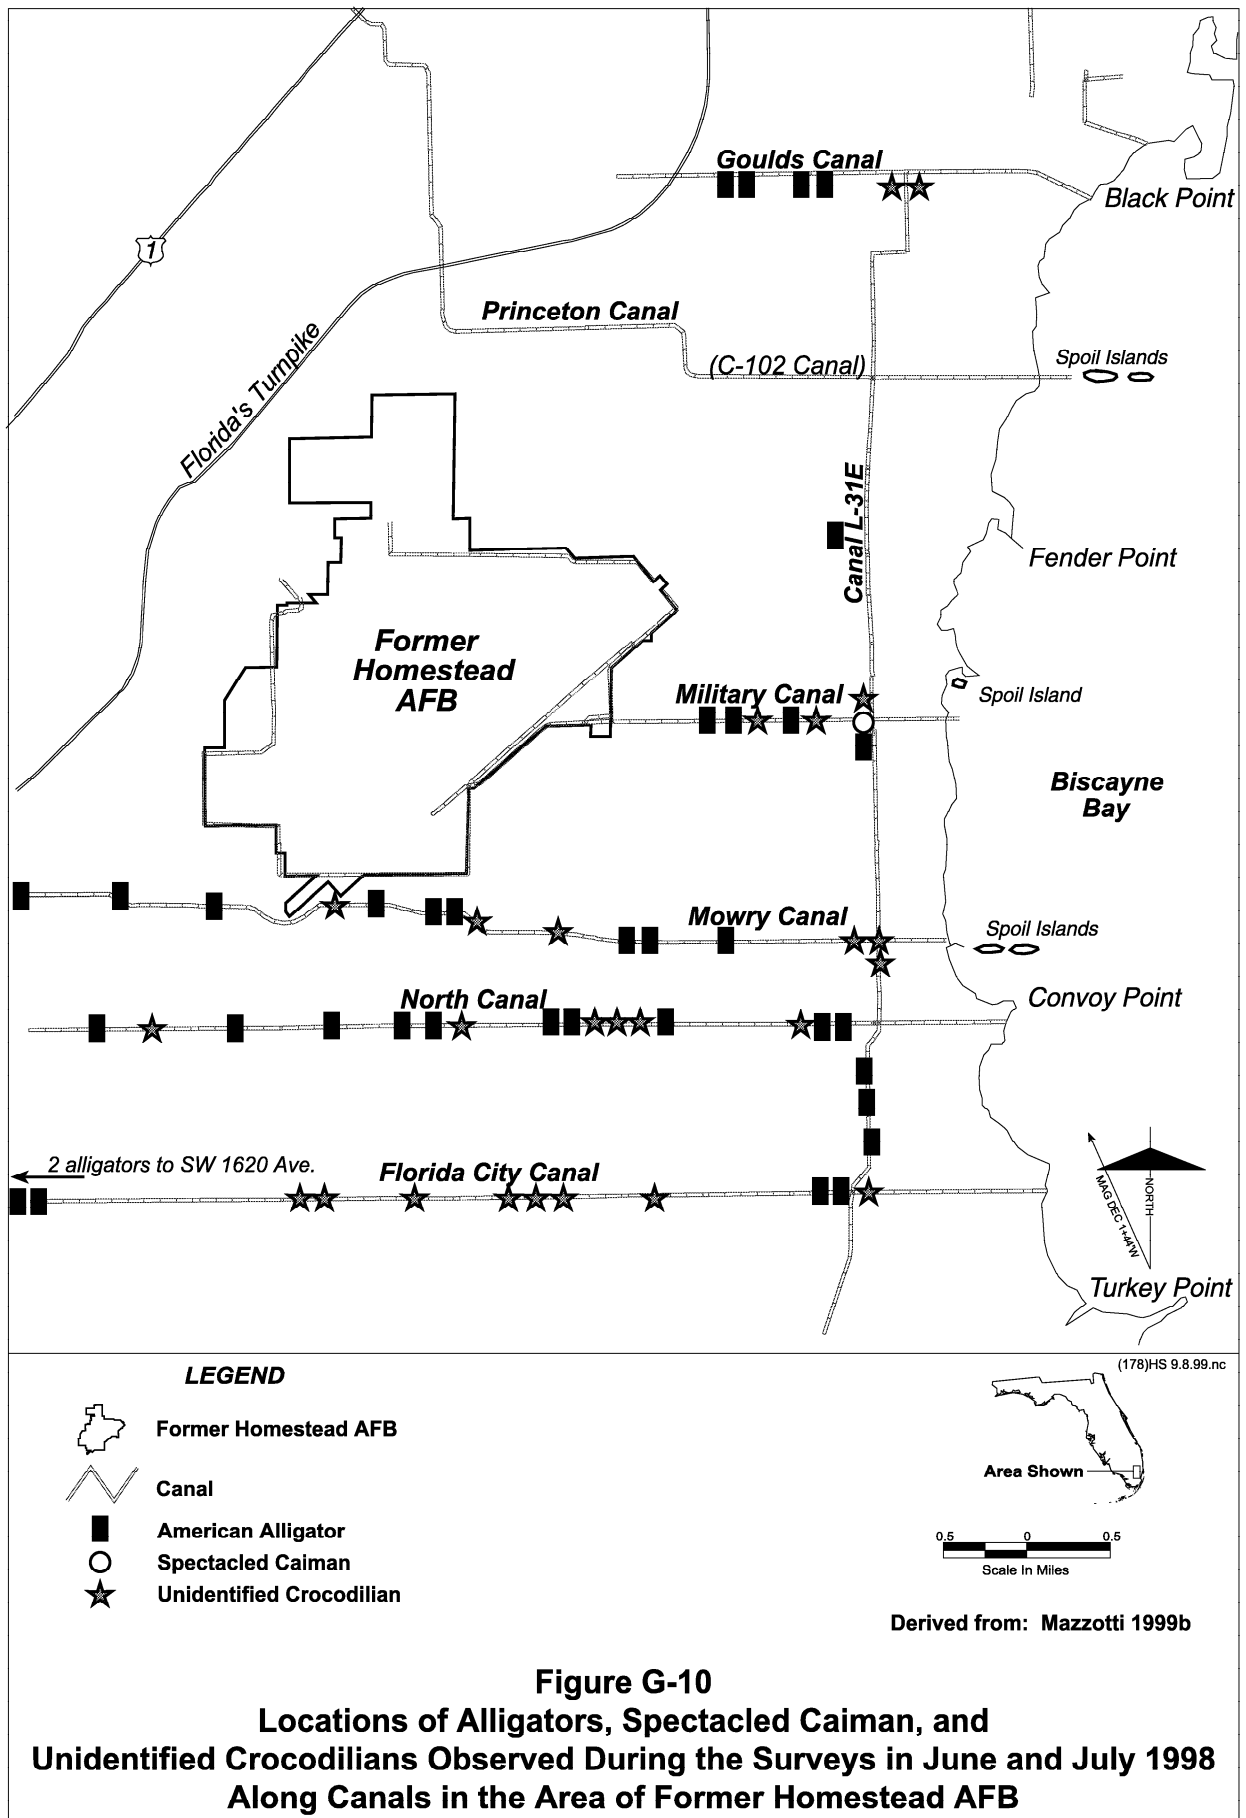 Goulds Canal
Black Point
1
Princeton Canal
Florida's Turnpike
(C-102 Canal)
Spoil Islands
Canal L-31E
Fender Point
Former
Homestead
AFB
Military Canal
Spoil Island
Biscayne
Bay
Mowry Canal
Spoil Islands
North Canal
Convoy Point
2 alligators to SW 1620 Ave.
Florida City Canal
MAG DEC 1+44'W
NORTH
Turkey Point
(178)HS 9.8.99.nc
LEGEND
Former Homestead AFB
Canal
American Alligator
Spectacled Caiman
Unidentified Crocodilian
Area Shown
0.5 0 0.5
Scale In Miles
Derived from: Mazzotti 1999b
Figure G-10
Locations of Alligators, Spectacled Caiman, and
Unidentified Crocodilians Observed During the Surveys in June and July 1998
Along Canals in the Area of Former Homestead AFB